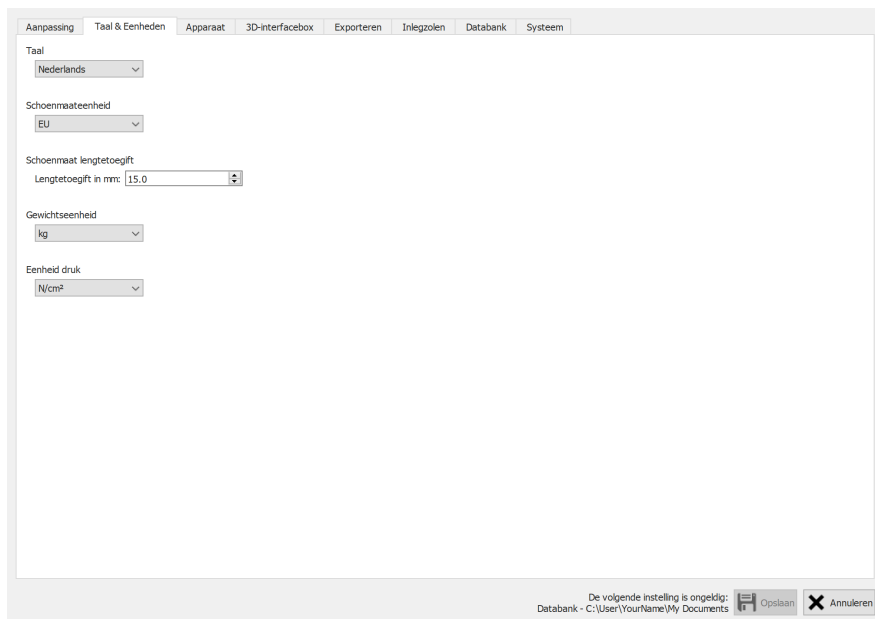 Aanpassing Taal & Eenheden Apparaat 3D-interfacebox Exporteren Inlegzolen Databank Systeem
Taal
Nederlands
Schoenmaateenheid
EU
Schoenmaat lengtetoegift
Lengtetoegift in mm: 15.0
Gewichtseenheid
kg
Eenheid druk
N/cm²
De volgende instelling is ongeldig:
Databank - C:\User\YourName\My Documents
Opslaan Annuleren